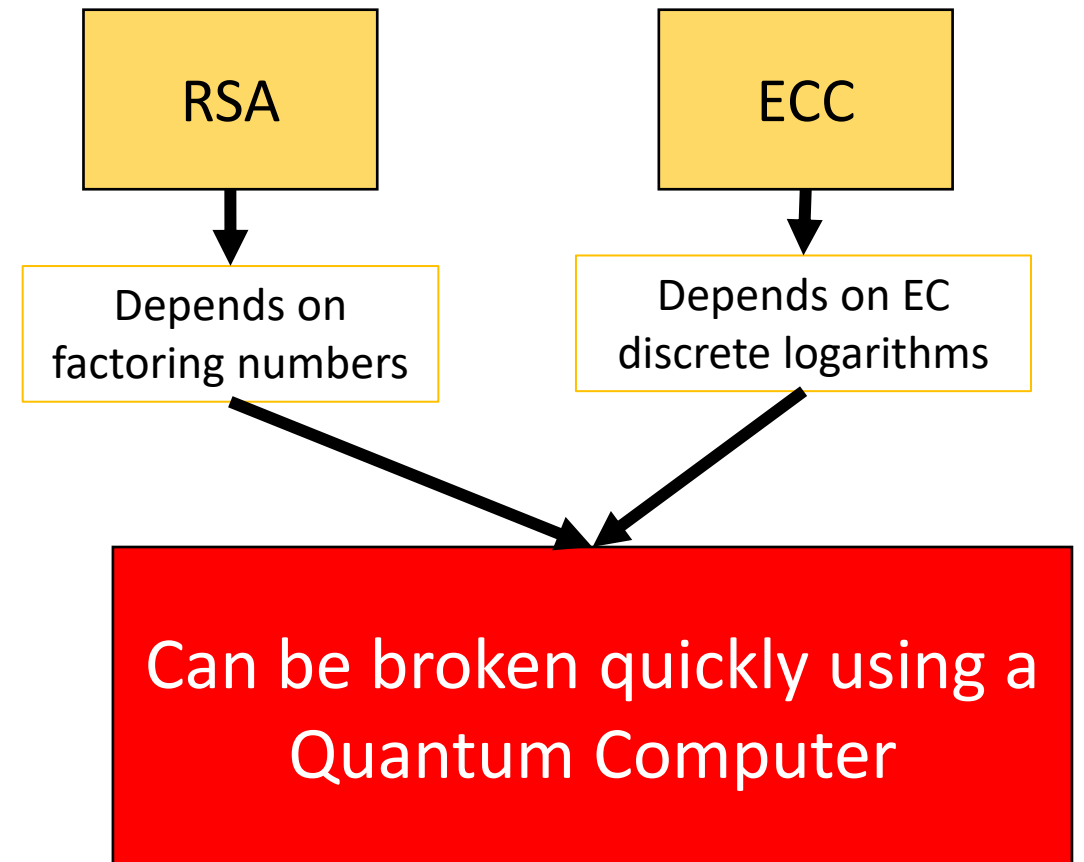 RSA
ECC
Depends on
factoring numbers
Depends on EC
discrete logarithms
Can be broken quickly using a
Quantum Computer